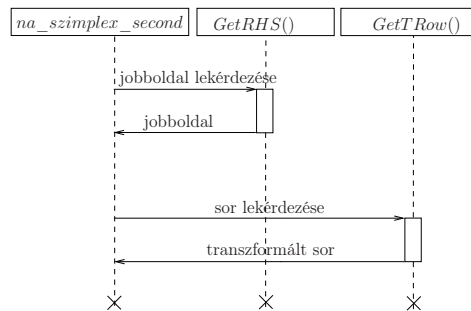 na_szimplex_second
GetRHS()
GetTRow()
jobboldal lekérdezése
jobboldal
sor lekérdezése
transzformált sor